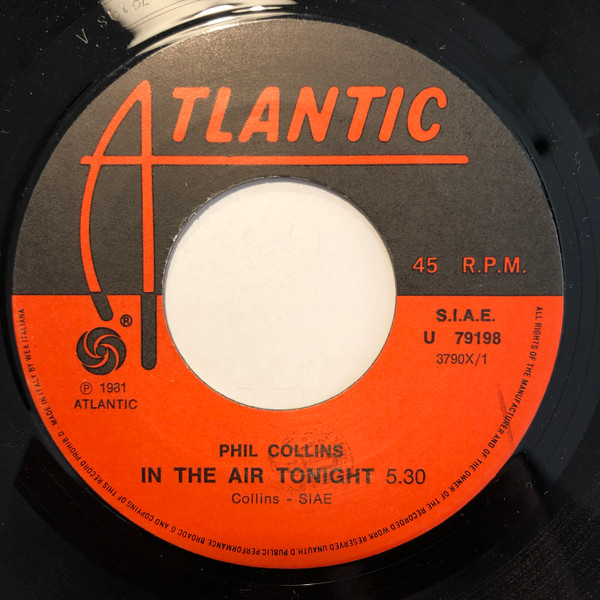 ATLANTIC
45 R.P.M.
S.I.A.E.
U 79198
3790X/1
®
℗ 1981
ATLANTIC
PHIL COLLINS
IN THE AIR TONIGHT 5.30
Collins - SIAE
ALL RIGHTS OF THE MANUFACTURER AND OF THE OWNER OF THE RECORDED WORK RESERVED UNAUTH.D PUBLIC PERFORMANCE BROADC.G AND COPYING OF THIS RECORD PROHIB.D - MADE IN ITALY BY WEA ITALIANA